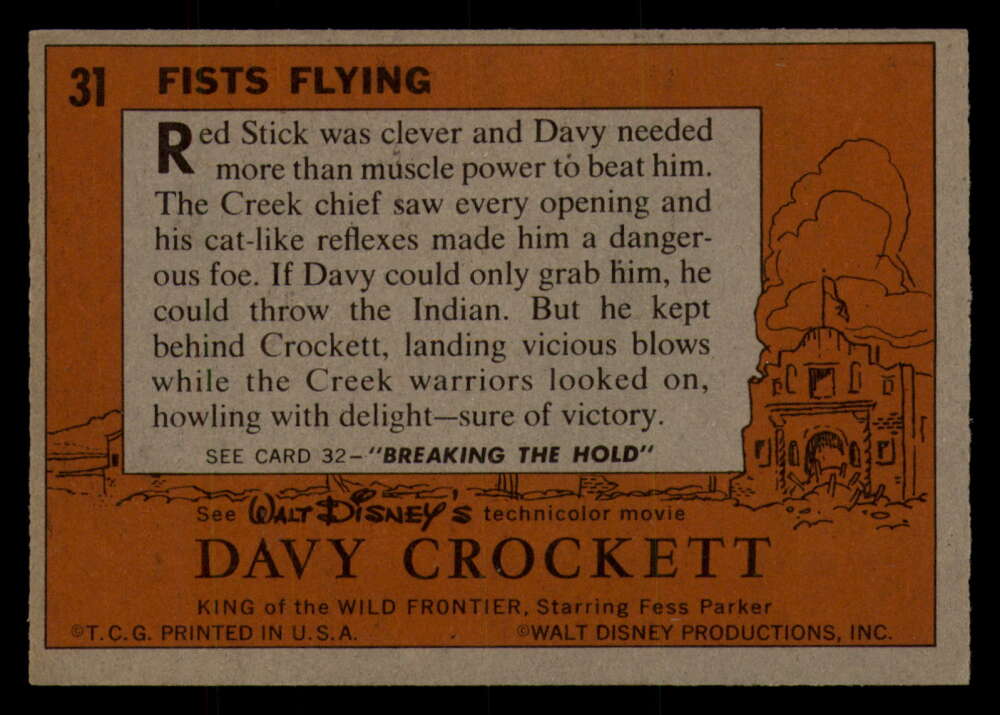 31 FISTS FLYING
Red Stick was clever and Davy needed
more than muscle power to beat him.
The Creek chief saw every opening and
his cat-like reflexes made him a danger-
ous foe. If Davy could only grab him, he
could throw the Indian. But he kept
behind Crockett, landing vicious blows
while the Creek warriors looked on,
howling with delight—sure of victory.
SEE CARD 32—"BREAKING THE HOLD"
See WALT DISNEY'S technicolor movie
DAVY CROCKETT
KING of the WILD FRONTIER, Starring Fess Parker
©T.C.G. PRINTED IN U.S.A. ©WALT DISNEY PRODUCTIONS, INC.